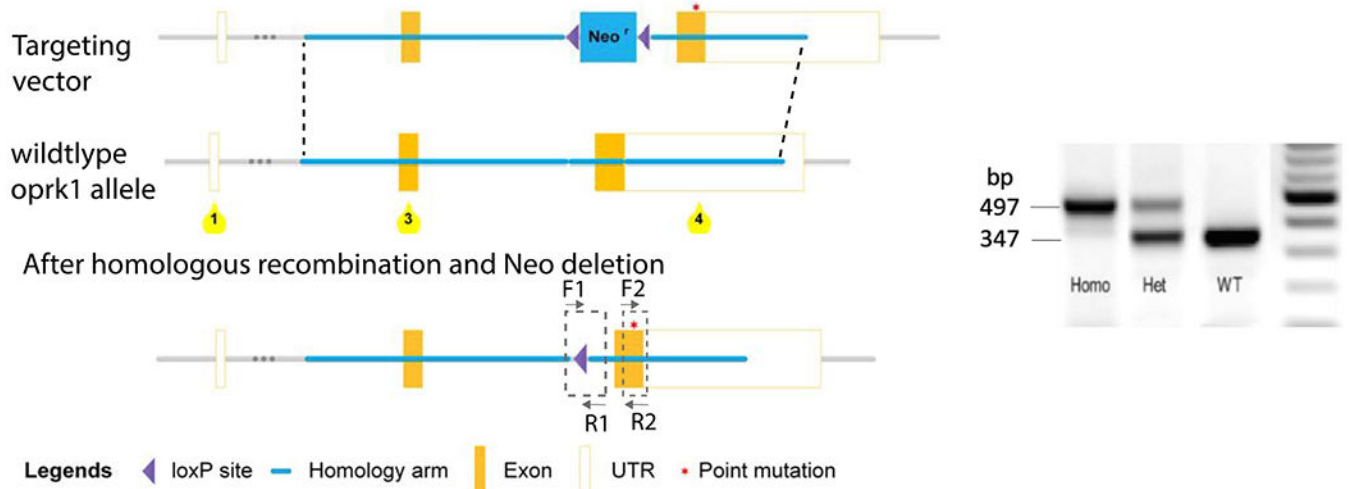 Targeting
vector
Neo r
wildtlype
oprk1 allele
1
3
4
After homologous recombination and Neo deletion
F1
F2
*
R1
R2
Legends
loxP site
Homology arm
Exon
UTR
* Point mutation
bp
497
347
Homo
Het
WT